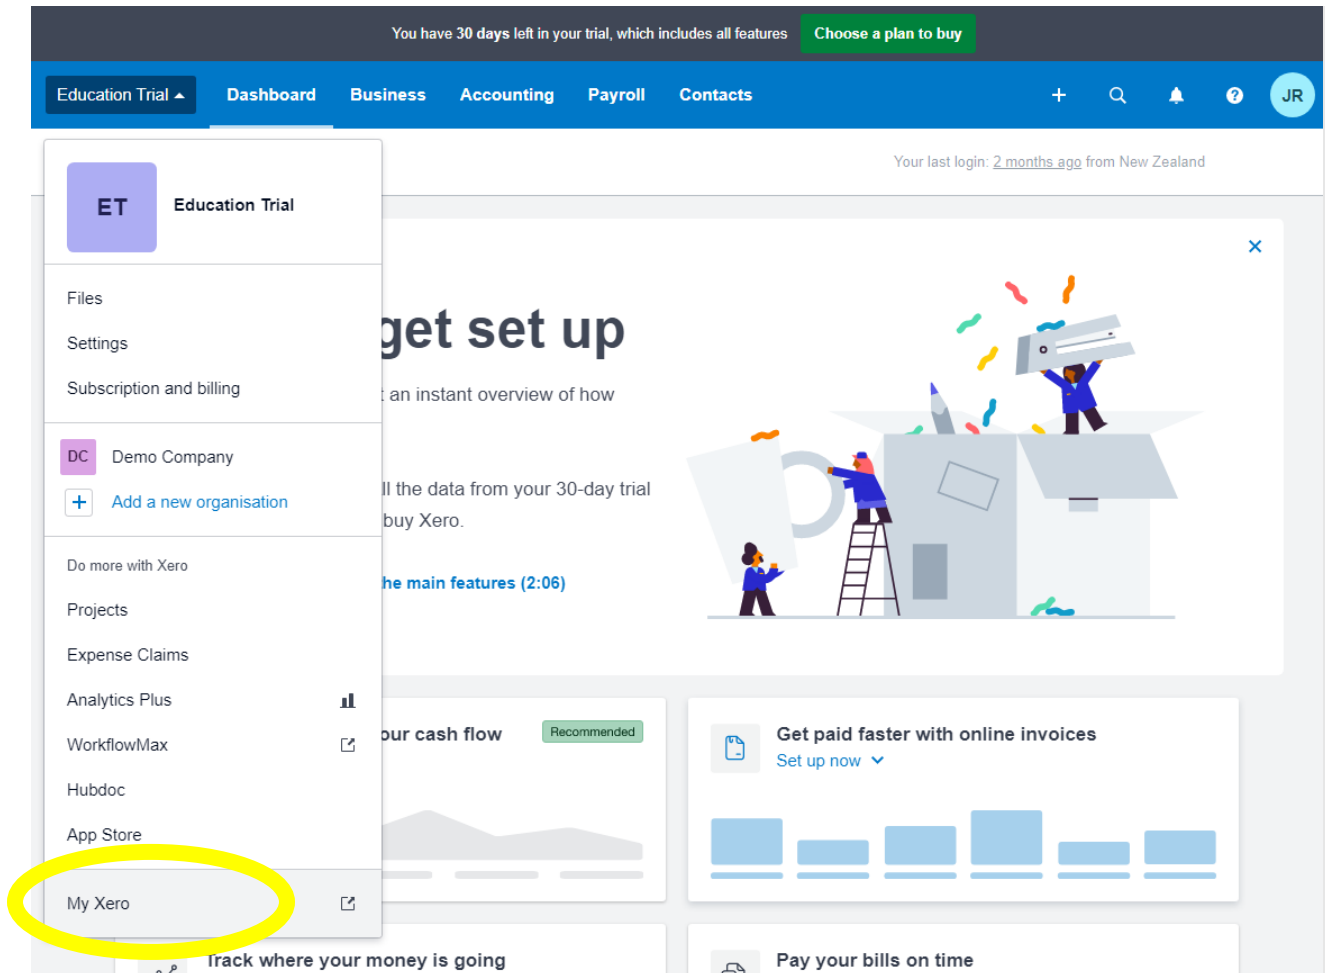 You have 30 days left in your trial, which includes all features
Choose a plan to buy
Education Trial
Dashboard
Business
Accounting
Payroll
Contacts
JR
Your last login: 2 months ago from New Zealand
ET
Education Trial
Files
Settings
Subscription and billing
DC
Demo Company
Add a new organisation
Do more with Xero
Projects
Expense Claims
Analytics Plus
WorkflowMax
Hubdoc
App Store
My Xero
get set up
an instant overview of how
the data from your 30-day trial
buy Xero.
the main features (2:06)
your cash flow
Recommended
Get paid faster with online invoices
Set up now
Track where your money is going
Pay your bills on time